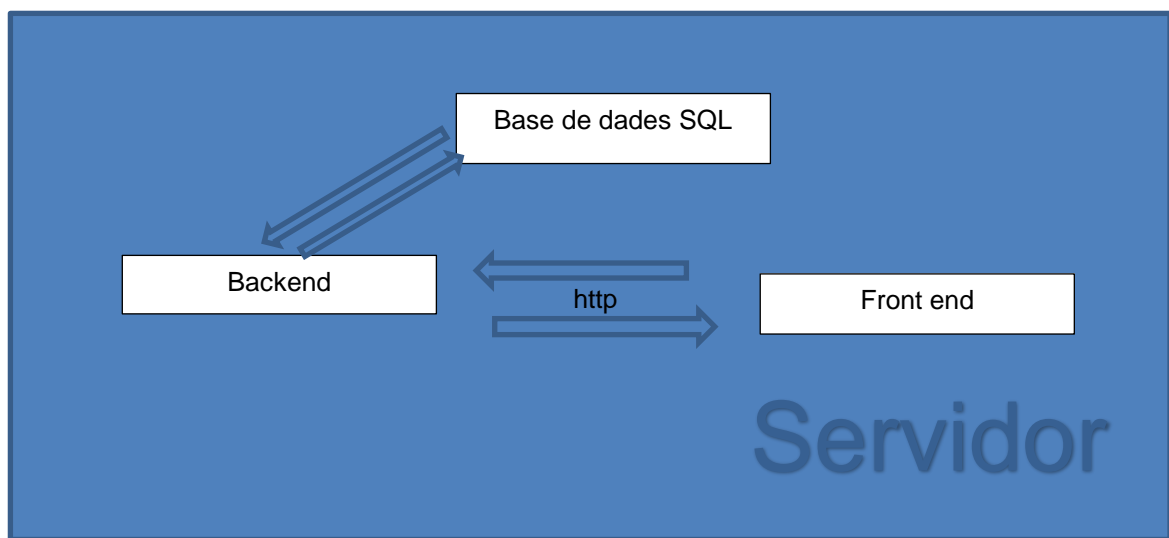 Base de dades SQL
Backend
http
Front end
Servidor